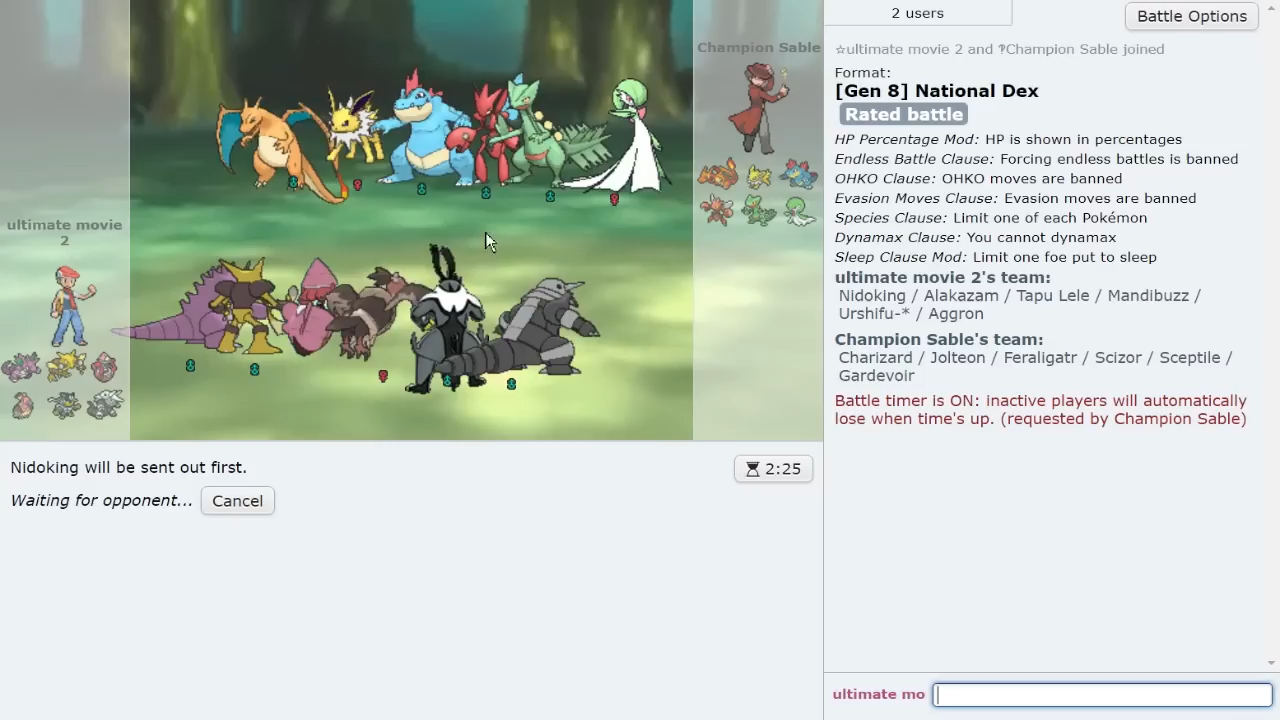 2 users
Battle Options
☆ultimate movie 2 and ‽Champion Sable joined
Format:
[Gen 8] National Dex
Rated battle
HP Percentage Mod: HP is shown in percentages
Endless Battle Clause: Forcing endless battles is banned
OHKO Clause: OHKO moves are banned
Evasion Moves Clause: Evasion moves are banned
Species Clause: Limit one of each Pokémon
Dynamax Clause: You cannot dynamax
Sleep Clause Mod: Limit one foe put to sleep
ultimate movie 2's team:
Nidoking / Alakazam / Tapu Lele / Mandibuzz /
Urshifu-* / Aggron
Champion Sable's team:
Charizard / Jolteon / Feraligatr / Scizor / Sceptile /
Gardevoir
Battle timer is ON: inactive players will automatically
lose when time's up. (requested by Champion Sable)
Champion Sable
ultimate movie
2
Nidoking will be sent out first.
2:25
Waiting for opponent...
Cancel
ultimate mo